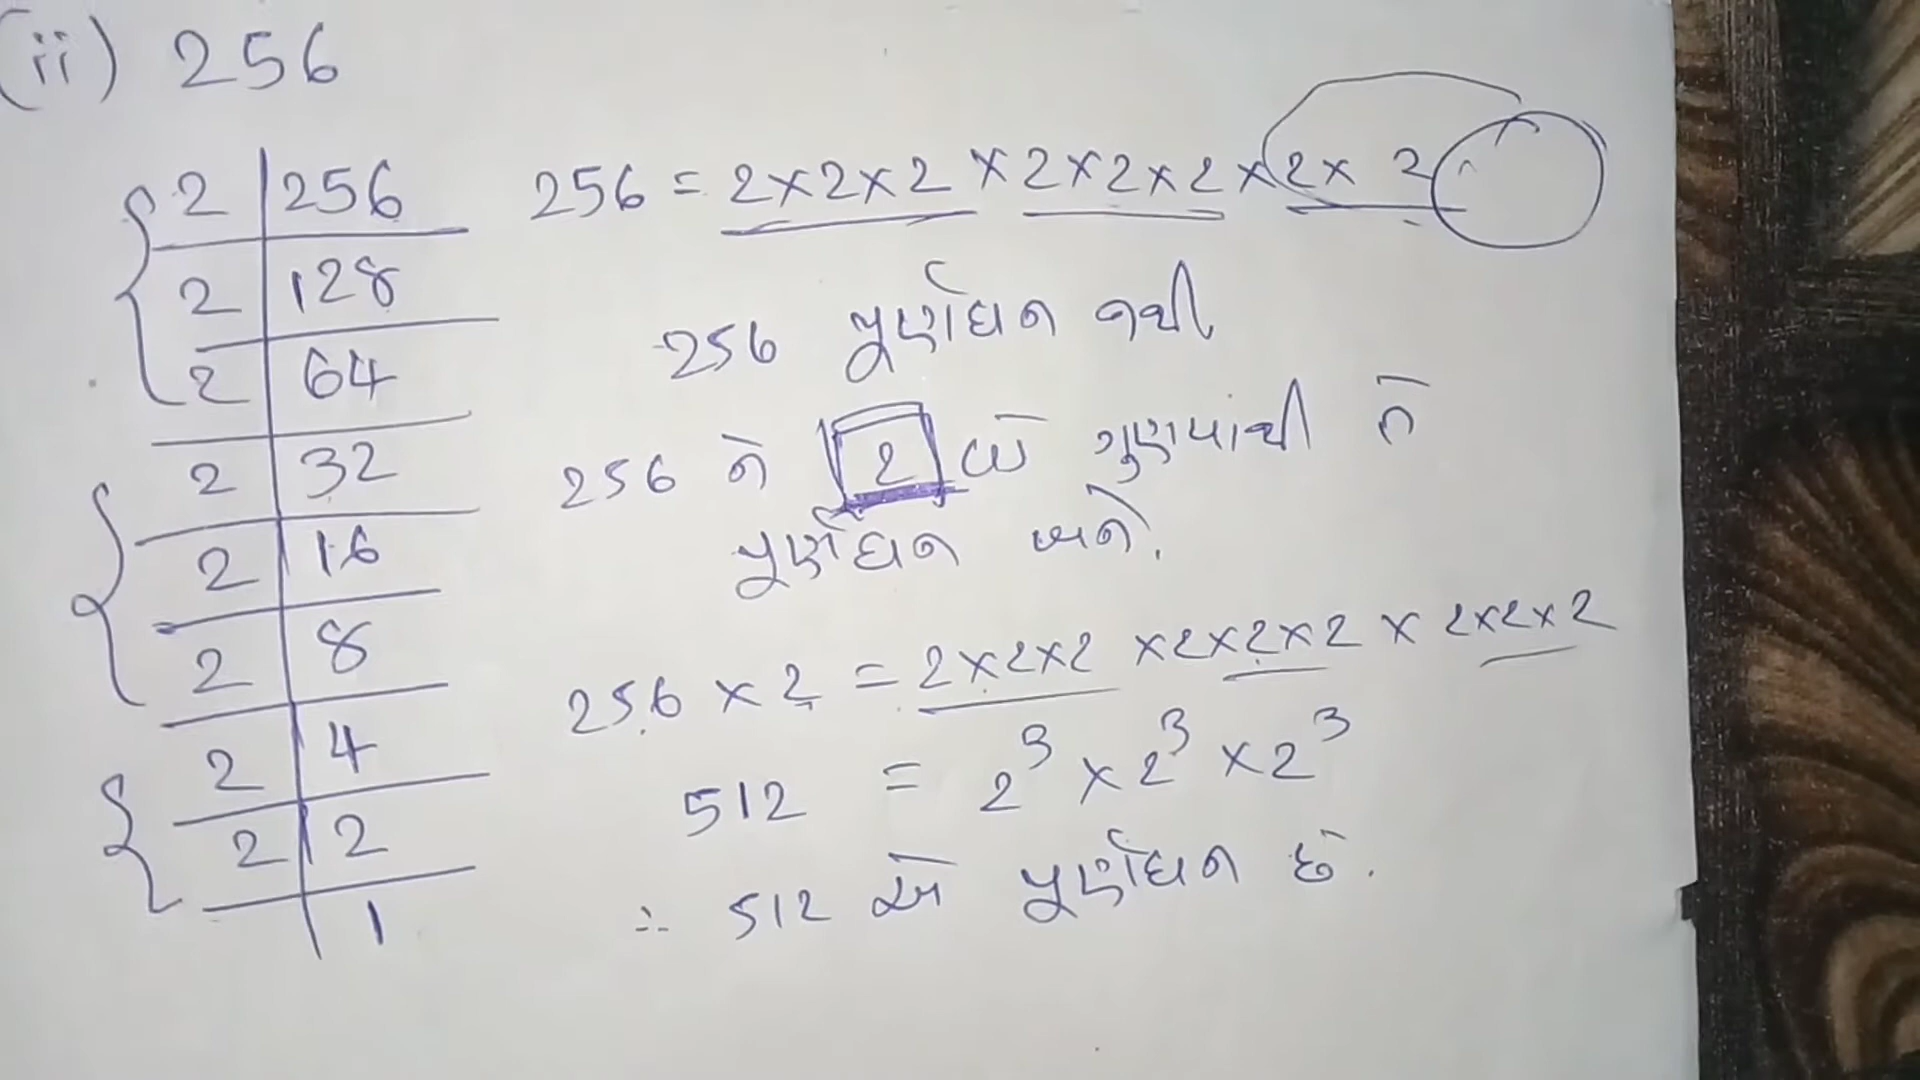 (ii) 256
2 | 256
2 | 128
2 | 64
2 | 32
2 | 16
2 | 8
2 | 4
2 | 2
1
256 = 2×2×2 × 2×2×2 × 2× 2
256 પૂર્ણઘન નથી
256 ને 2 વડે ગુણવાથી તે
પૂર્ણઘન બને.
256 × 2 = 2×2×2 ×2×2×2 × 2×2×2
512 = 2³ × 2³ × 2³
∴ 512 એ પૂર્ણઘન છે.